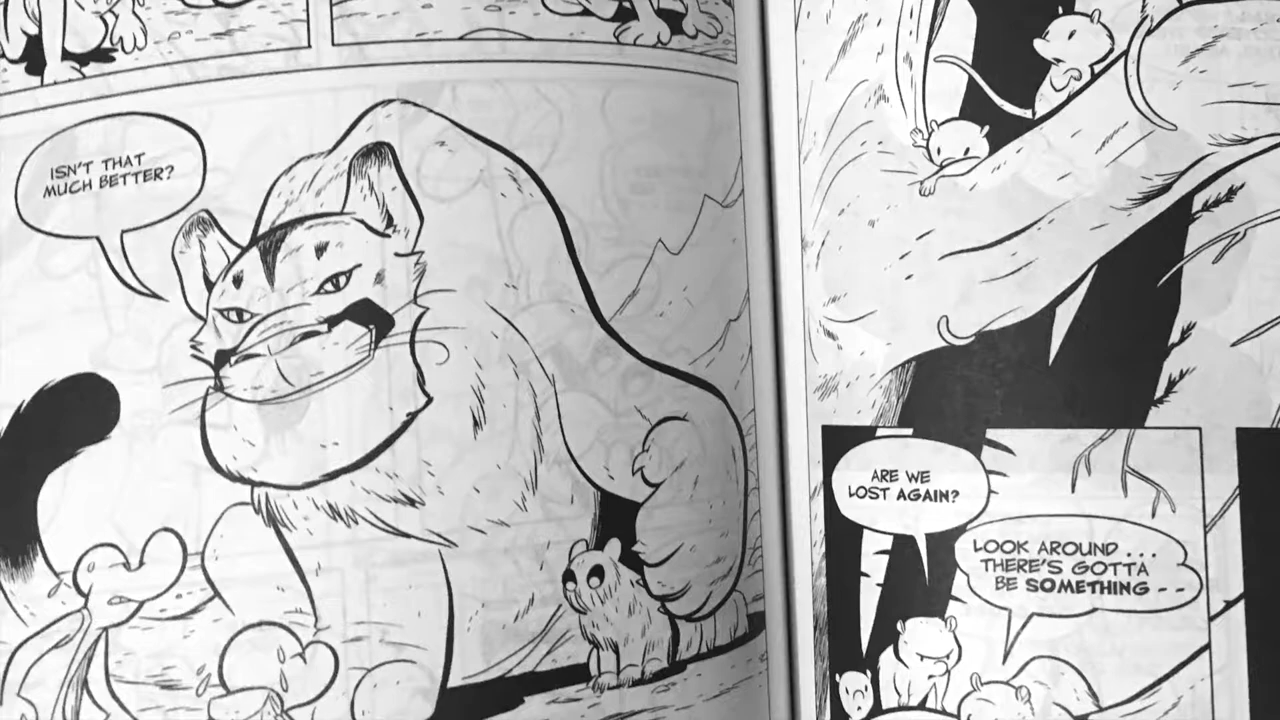 ISN'T THAT
MUCH BETTER?
ARE WE
LOST AGAIN?
LOOK AROUND . . .
THERE'S GOTTA
BE SOMETHING - -